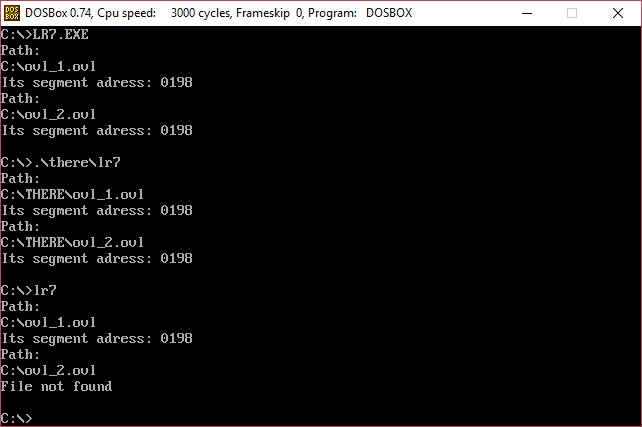 DOS
BOX
DOSBox 0.74, Cpu speed:    3000 cycles, Frameskip  0, Program:   DOSBOX
C:\>LR7.EXE
Path:
C:\ovl_1.ovl
Its segment adress: 0198
Path:
C:\ovl_2.ovl
Its segment adress: 0198
C:\>.\there\lr7
Path:
C:\THERE\ovl_1.ovl
Its segment adress: 0198
Path:
C:\THERE\ovl_2.ovl
Its segment adress: 0198
C:\>lr7
Path:
C:\ovl_1.ovl
Its segment adress: 0198
Path:
C:\ovl_2.ovl
File not found
C:\>